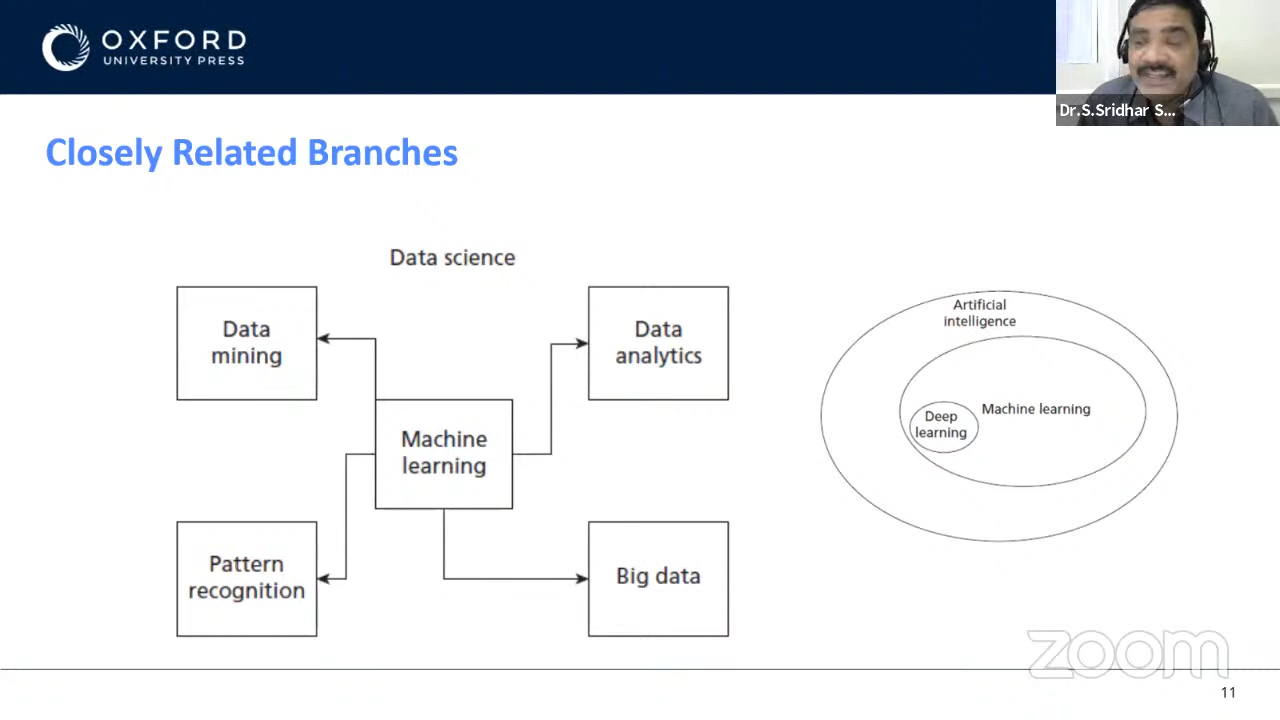 OXFORD
UNIVERSITY PRESS
Dr.S.Sridhar S...
Closely Related Branches
Data science
Data
mining
Data
analytics
Machine
learning
Pattern
recognition
Big data
Artificial
intelligence
Machine learning
Deep
learning
zoom
11